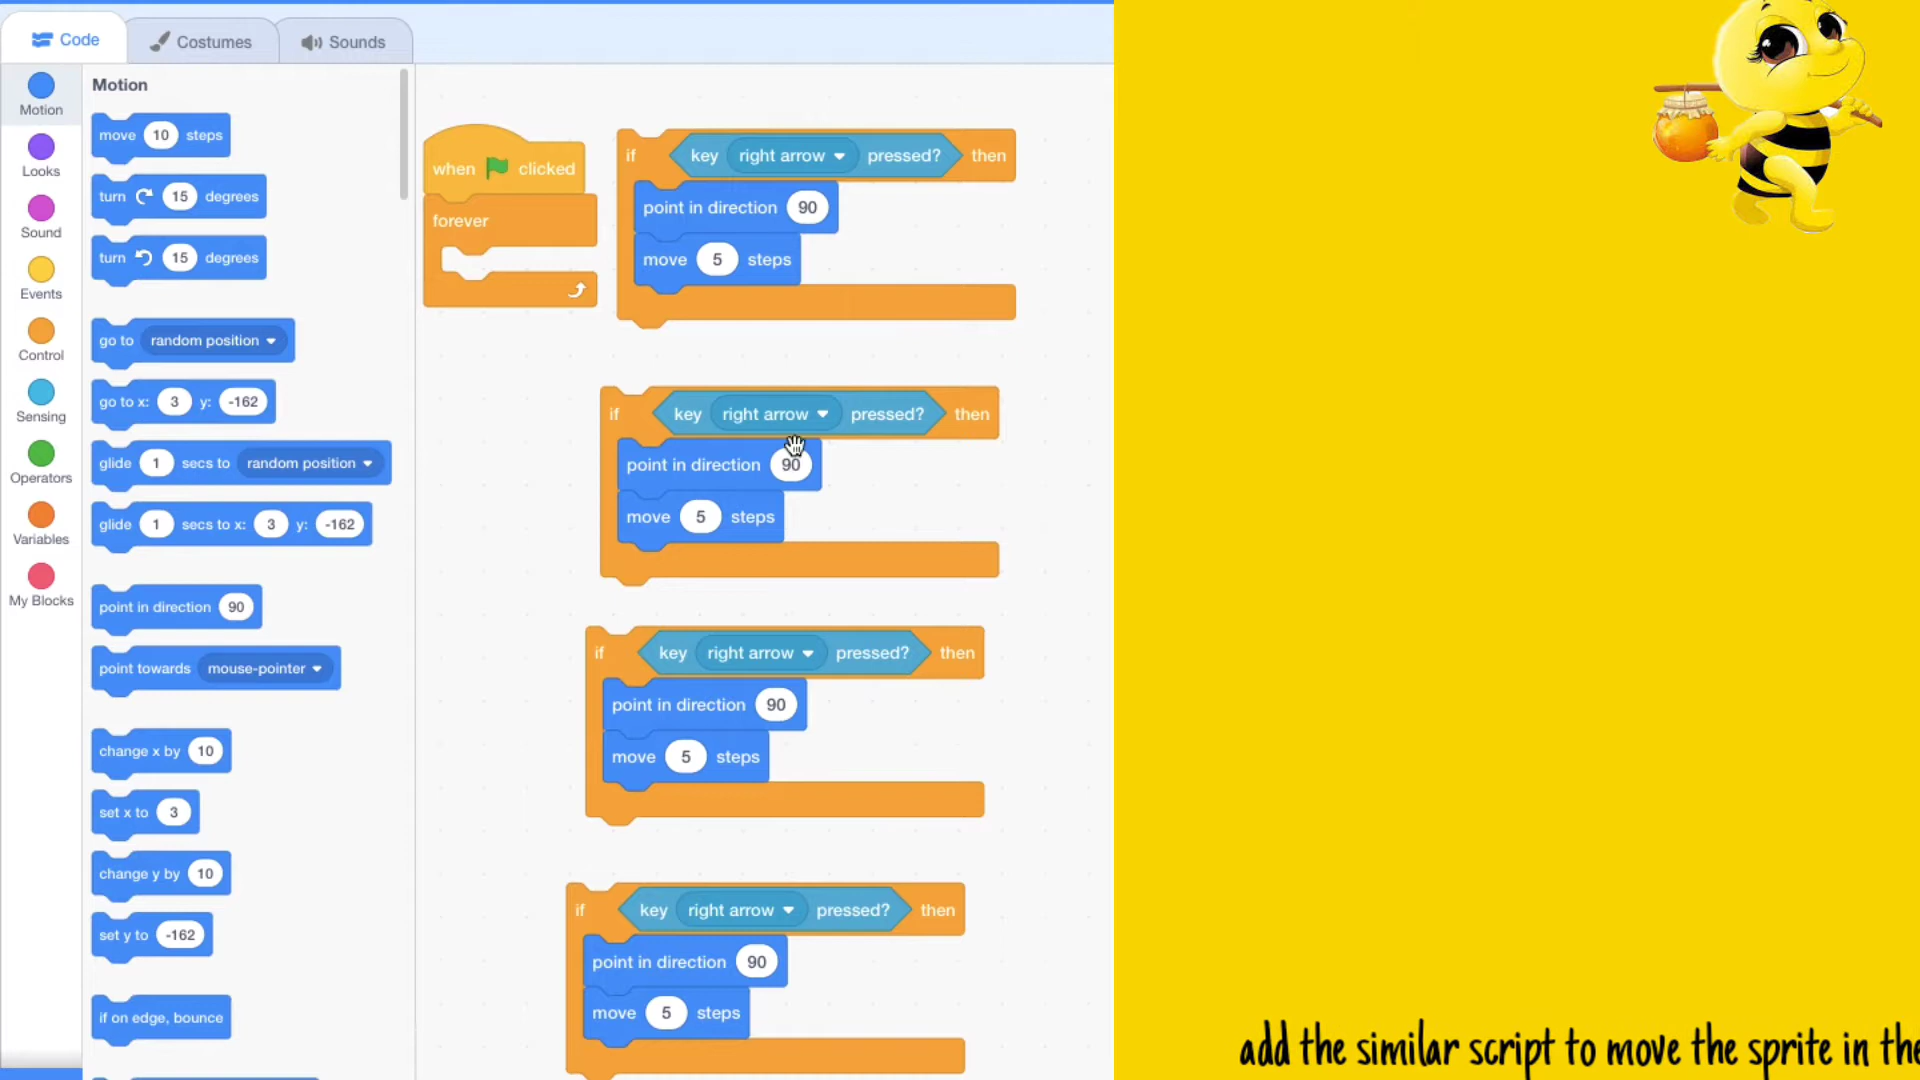 Code
Costumes
Sounds
Motion
Looks
Sound
Events
Control
Sensing
Operators
Variables
My Blocks
Motion
move 10 steps
turn 15 degrees
turn 15 degrees
go to random position
go to x: 3 y: -162
glide 1 secs to random position
glide 1 secs to x: 3 y: -162
point in direction 90
point towards mouse-pointer
change x by 10
set x to 3
change y by 10
set y to -162
if on edge, bounce
when clicked
forever
if key right arrow pressed? then
point in direction 90
move 5 steps
if key right arrow pressed? then
point in direction 90
move 5 steps
if key right arrow pressed? then
point in direction 90
move 5 steps
if key right arrow pressed? then
point in direction 90
move 5 steps
add the similar script to move the sprite in the